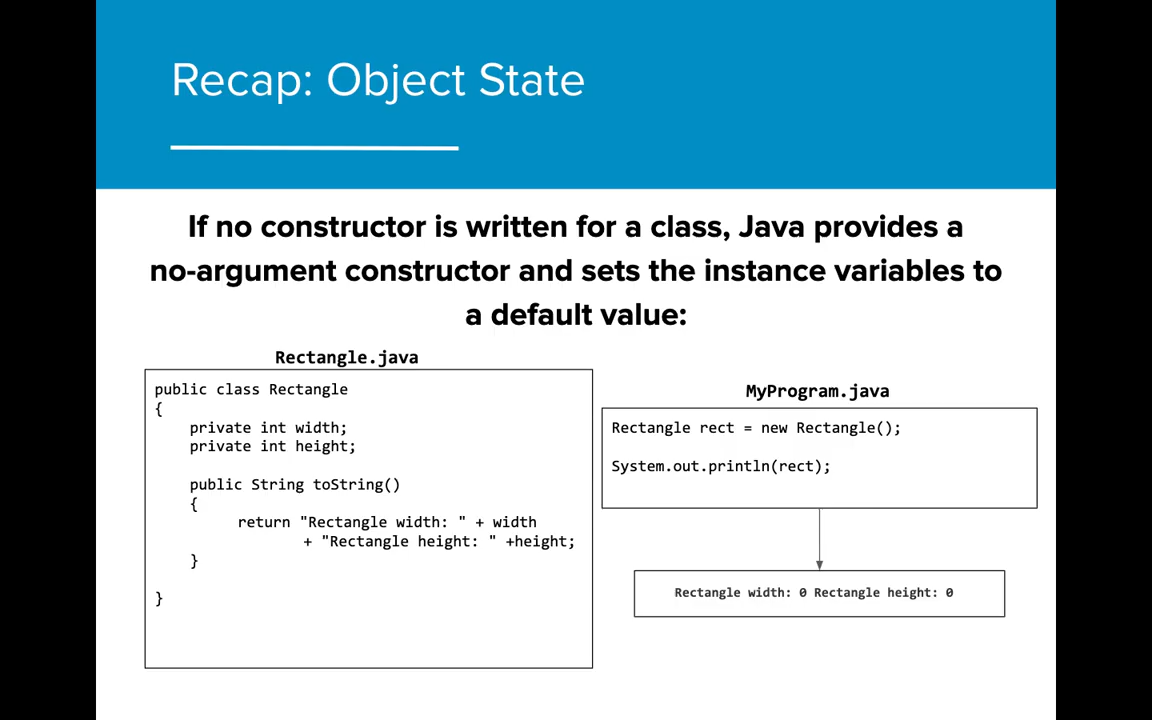 Recap: Object State
If no constructor is written for a class, Java provides a
no-argument constructor and sets the instance variables to
a default value:
Rectangle.java
public class Rectangle
{
private int width;
private int height;
public String toString()
{
return "Rectangle width: " + width
+ "Rectangle height: " +height;
}
}
MyProgram.java
Rectangle rect = new Rectangle();
System.out.println(rect);
Rectangle width: 0 Rectangle height: 0